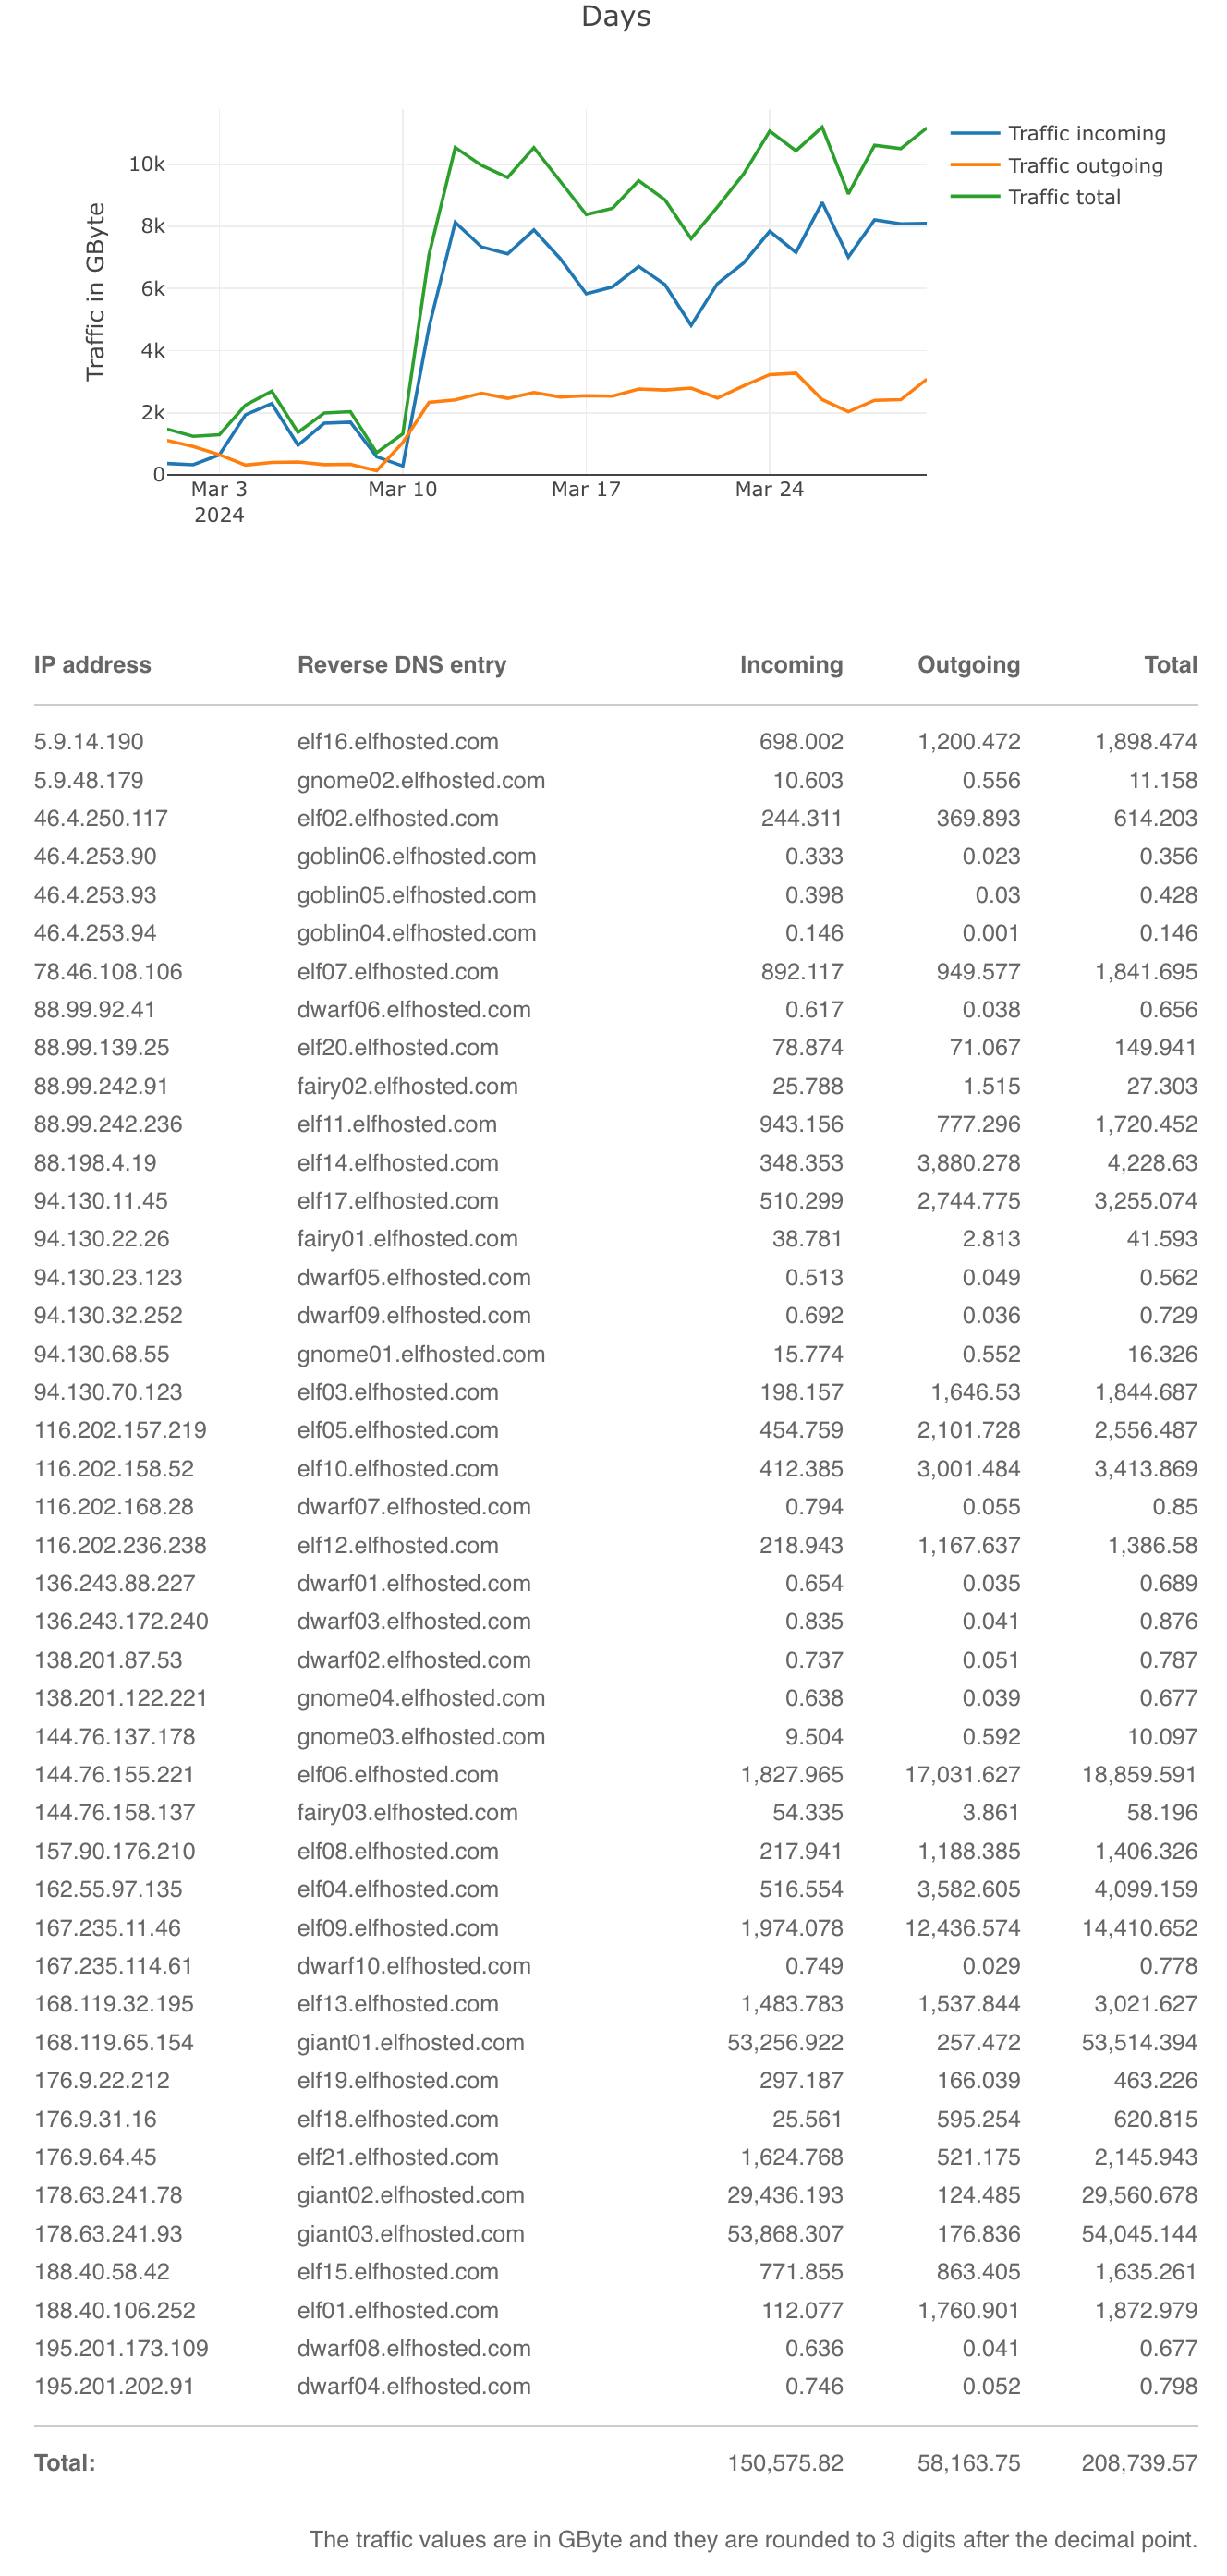 Days
Traffic incoming
Traffic outgoing
Traffic total
Traffic in GByte
10k
8k
6k
4k
2k
0
Mar 3 Mar 10 Mar 17 Mar 24
2024
IP address Reverse DNS entry Incoming Outgoing Total
5.9.14.190 elf16.elfhosted.com 698.002 1,200.472 1,898.474
5.9.48.179 gnome02.elfhosted.com 10.603 0.556 11.158
46.4.250.117 elf02.elfhosted.com 244.311 369.893 614.203
46.4.253.90 goblin06.elfhosted.com 0.333 0.023 0.356
46.4.253.93 goblin05.elfhosted.com 0.398 0.03 0.428
46.4.253.94 goblin04.elfhosted.com 0.146 0.001 0.146
78.46.108.106 elf07.elfhosted.com 892.117 949.577 1,841.695
88.99.92.41 dwarf06.elfhosted.com 0.617 0.038 0.656
88.99.139.25 elf20.elfhosted.com 78.874 71.067 149.941
88.99.242.91 fairy02.elfhosted.com 25.788 1.515 27.303
88.99.242.236 elf11.elfhosted.com 943.156 777.296 1,720.452
88.198.4.19 elf14.elfhosted.com 348.353 3,880.278 4,228.63
94.130.11.45 elf17.elfhosted.com 510.299 2,744.775 3,255.074
94.130.22.26 fairy01.elfhosted.com 38.781 2.813 41.593
94.130.23.123 dwarf05.elfhosted.com 0.513 0.049 0.562
94.130.32.252 dwarf09.elfhosted.com 0.692 0.036 0.729
94.130.68.55 gnome01.elfhosted.com 15.774 0.552 16.326
94.130.70.123 elf03.elfhosted.com 198.157 1,646.53 1,844.687
116.202.157.219 elf05.elfhosted.com 454.759 2,101.728 2,556.487
116.202.158.52 elf10.elfhosted.com 412.385 3,001.484 3,413.869
116.202.168.28 dwarf07.elfhosted.com 0.794 0.055 0.85
116.202.236.238 elf12.elfhosted.com 218.943 1,167.637 1,386.58
136.243.88.227 dwarf01.elfhosted.com 0.654 0.035 0.689
136.243.172.240 dwarf03.elfhosted.com 0.835 0.041 0.876
138.201.87.53 dwarf02.elfhosted.com 0.737 0.051 0.787
138.201.122.221 gnome04.elfhosted.com 0.638 0.039 0.677
144.76.137.178 gnome03.elfhosted.com 9.504 0.592 10.097
144.76.155.221 elf06.elfhosted.com 1,827.965 17,031.627 18,859.591
144.76.158.137 fairy03.elfhosted.com 54.335 3.861 58.196
157.90.176.210 elf08.elfhosted.com 217.941 1,188.385 1,406.326
162.55.97.135 elf04.elfhosted.com 516.554 3,582.605 4,099.159
167.235.11.46 elf09.elfhosted.com 1,974.078 12,436.574 14,410.652
167.235.114.61 dwarf10.elfhosted.com 0.749 0.029 0.778
168.119.32.195 elf13.elfhosted.com 1,483.783 1,537.844 3,021.627
168.119.65.154 giant01.elfhosted.com 53,256.922 257.472 53,514.394
176.9.22.212 elf19.elfhosted.com 297.187 166.039 463.226
176.9.31.16 elf18.elfhosted.com 25.561 595.254 620.815
176.9.64.45 elf21.elfhosted.com 1,624.768 521.175 2,145.943
178.63.241.78 giant02.elfhosted.com 29,436.193 124.485 29,560.678
178.63.241.93 giant03.elfhosted.com 53,868.307 176.836 54,045.144
188.40.58.42 elf15.elfhosted.com 771.855 863.405 1,635.261
188.40.106.252 elf01.elfhosted.com 112.077 1,760.901 1,872.979
195.201.173.109 dwarf08.elfhosted.com 0.636 0.041 0.677
195.201.202.91 dwarf04.elfhosted.com 0.746 0.052 0.798
Total: 150,575.82 58,163.75 208,739.57
The traffic values are in GByte and they are rounded to 3 digits after the decimal point.